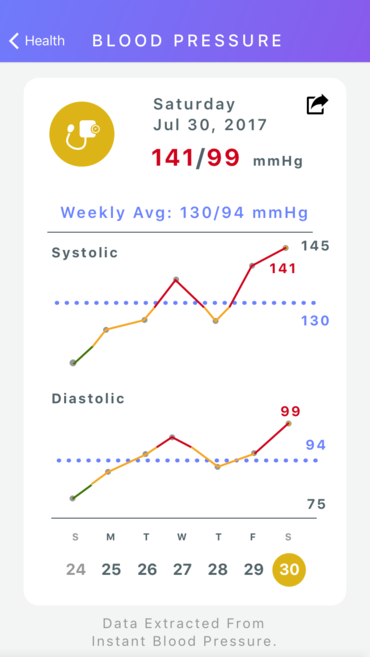 Health
BLOOD PRESSURE
Saturday
Jul 30, 2017
141/99 mmHg
Weekly Avg: 130/94 mmHg
Systolic
145
141
130
Diastolic
99
94
75
S M T W T F S
24 25 26 27 28 29 30
Data Extracted From
Instant Blood Pressure.